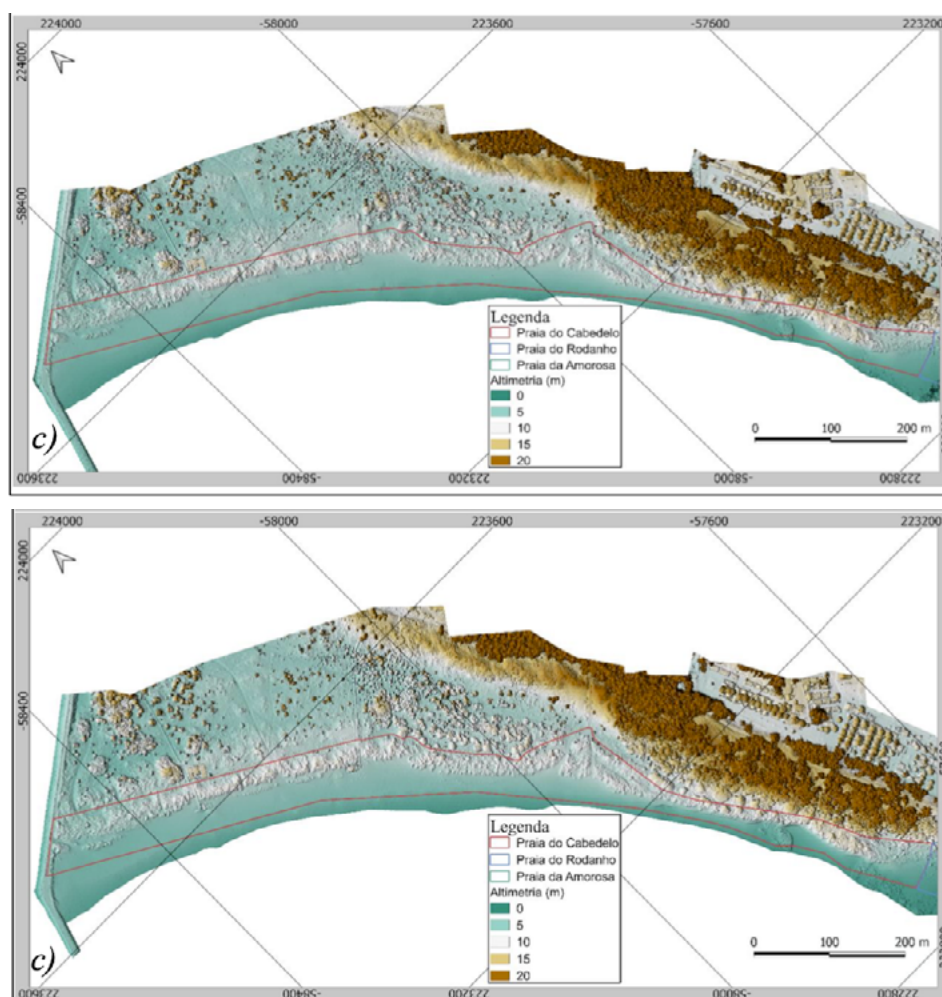 224000 -58000 223600 -57600 223200
224000
-58400
Legenda
Praia do Cabedelo
Praia do Rodanho
Praia da Amorosa
Altimetria (m)
0
5
10
15
20
0 100 200 m
c)
223600 -58400 223200 -58000 222800
224000 -58000 223600 -57600 223200
224000
-58400
Legenda
Praia do Cabedelo
Praia do Rodanho
Praia da Amorosa
Altimetria (m)
0
5
10
15
20
0 100 200 m
c)
223600 -58400 223200 -58000 222800